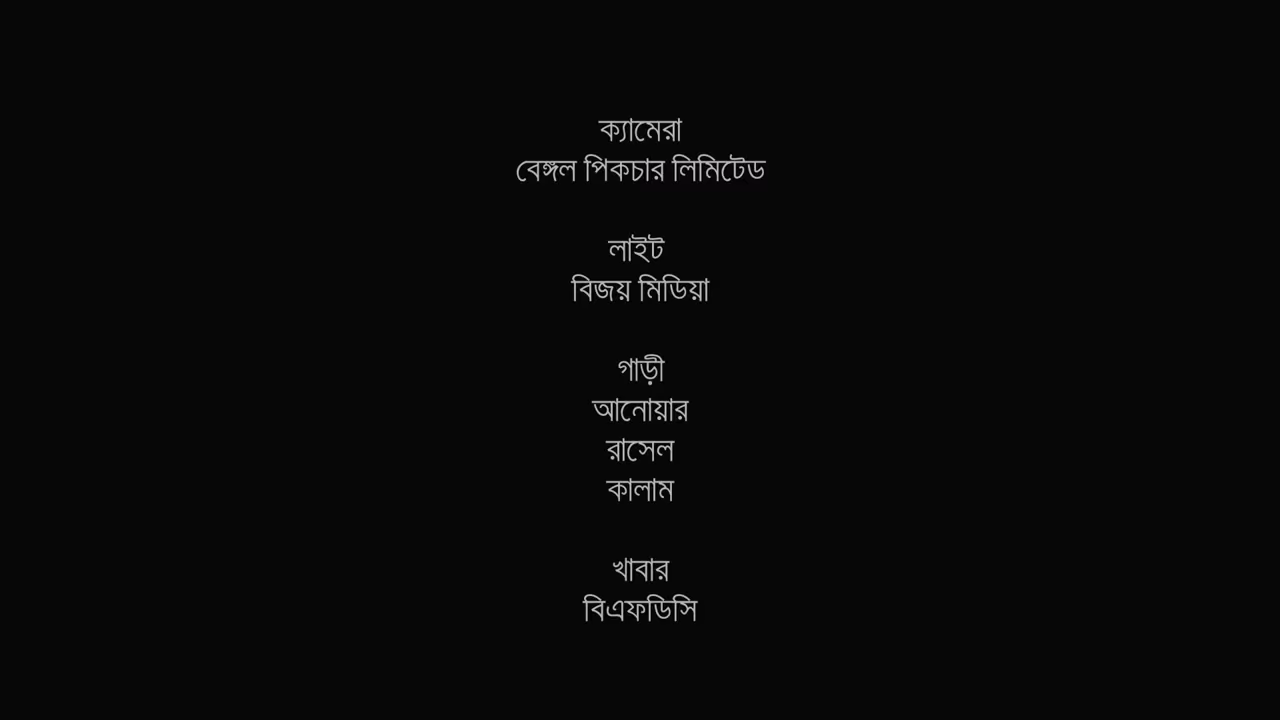 ক্যামেরা
বেঙ্গল পিকচার লিমিটেড
লাইট
বিজয় মিডিয়া
গাড়ী
আনোয়ার
রাসেল
কালাম
খাবার
বিএফডিসি